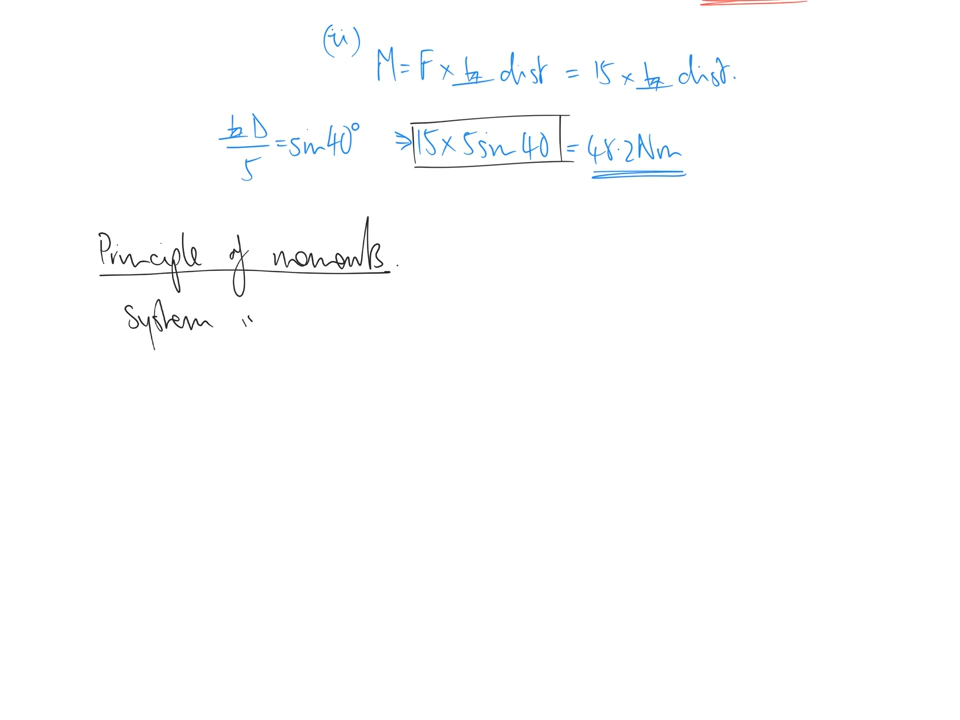 (ii)
M = F × ⊥ dist = 15 × ⊥ dist.
⊥D/5 = sin 40° ⇒ 15 × 5 sin 40 = 48.2 Nm
Principle of moments.
System "